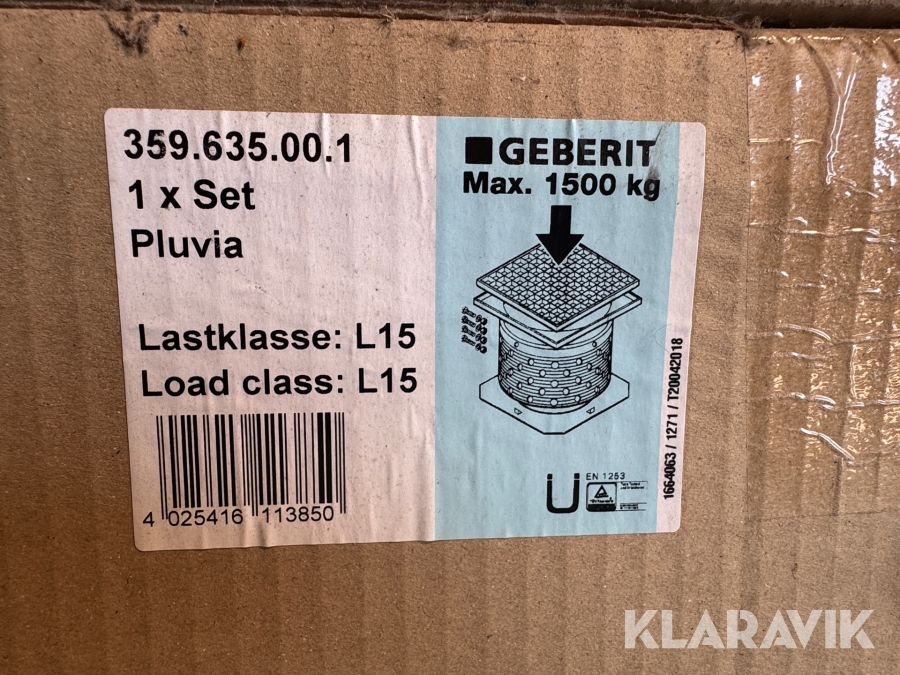 359.635.00.1
1 x Set
Pluvia
Lastklasse: L15
Load class: L15
4 025416 113850
GEBERIT
Max. 1500 kg
EN 1253
1664063 / 1271 / T20042018
KLARAVIK